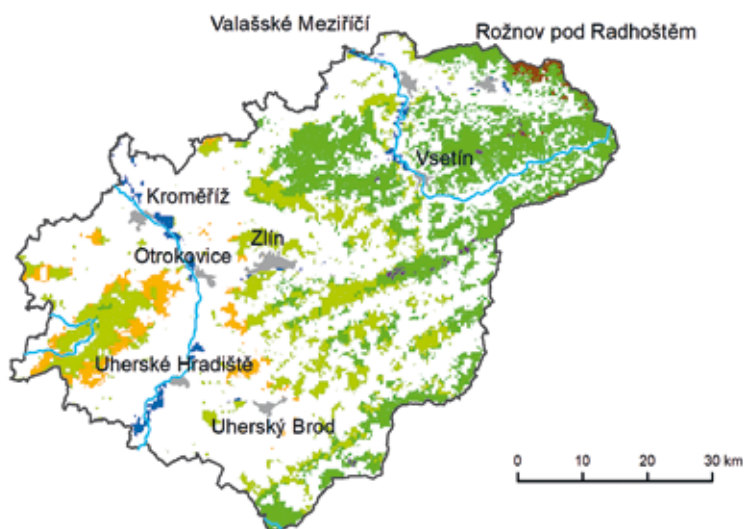 Valašské Meziříčí
Rožnov pod Radhoštěm
Vsetín
Kroměříž
Zlín
Otrokovice
Uherské Hradiště
Uherský Brod
0 10 20 30 km